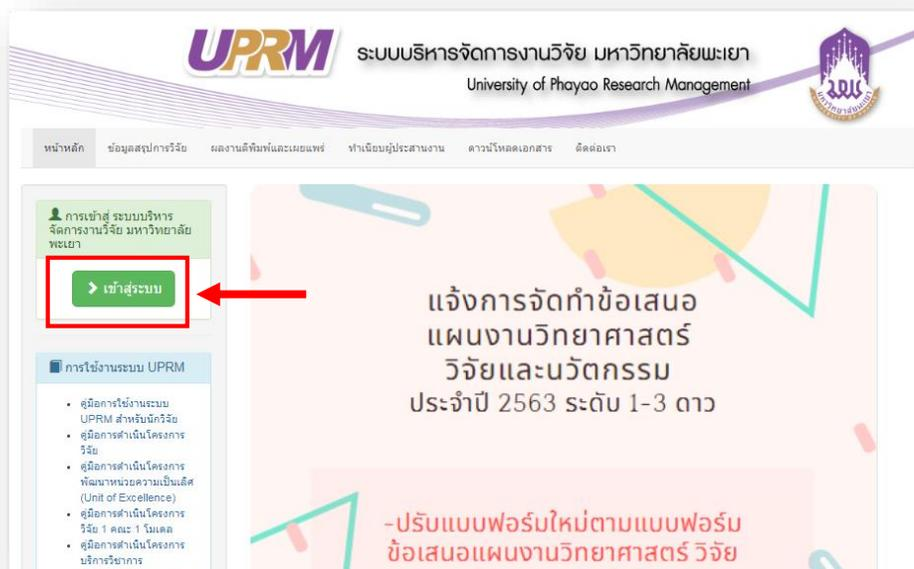 UPRM
ระบบบริหารจัดการงานวิจัย มหาวิทยาลัยพะเยา
University of Phayao Research Management
หน้าหลัก ข้อมูลสรุปการวิจัย ผลงานตีพิมพ์และเผยแพร่ ทำเนียบผู้ประสานงาน ดาวน์โหลดเอกสาร ติดต่อเรา
การเข้าสู่ ระบบบริหาร
จัดการงานวิจัย มหาวิทยาลัย
พะเยา
เข้าสู่ระบบ
การใช้งานระบบ UPRM
คู่มือการใช้งานระบบ
UPRM สำหรับนักวิจัย
คู่มือการดำเนินโครงการ
วิจัย
คู่มือการดำเนินโครงการ
พัฒนาหน่วยความเป็นเลิศ
(Unit of Excellence)
คู่มือการดำเนินโครงการ
วิจัย 1 คณะ 1 โมเดล
คู่มือการดำเนินโครงการ
บริการวิชาการ
แจ้งการจัดทำข้อเสนอ
แผนงานวิทยาศาสตร์
วิจัยและนวัตกรรม
ประจำปี 2563 ระดับ 1-3 ดาว
-ปรับแบบฟอร์มใหม่ตามแบบฟอร์ม
ข้อเสนอแผนงานวิทยาศาสตร์ วิจัย